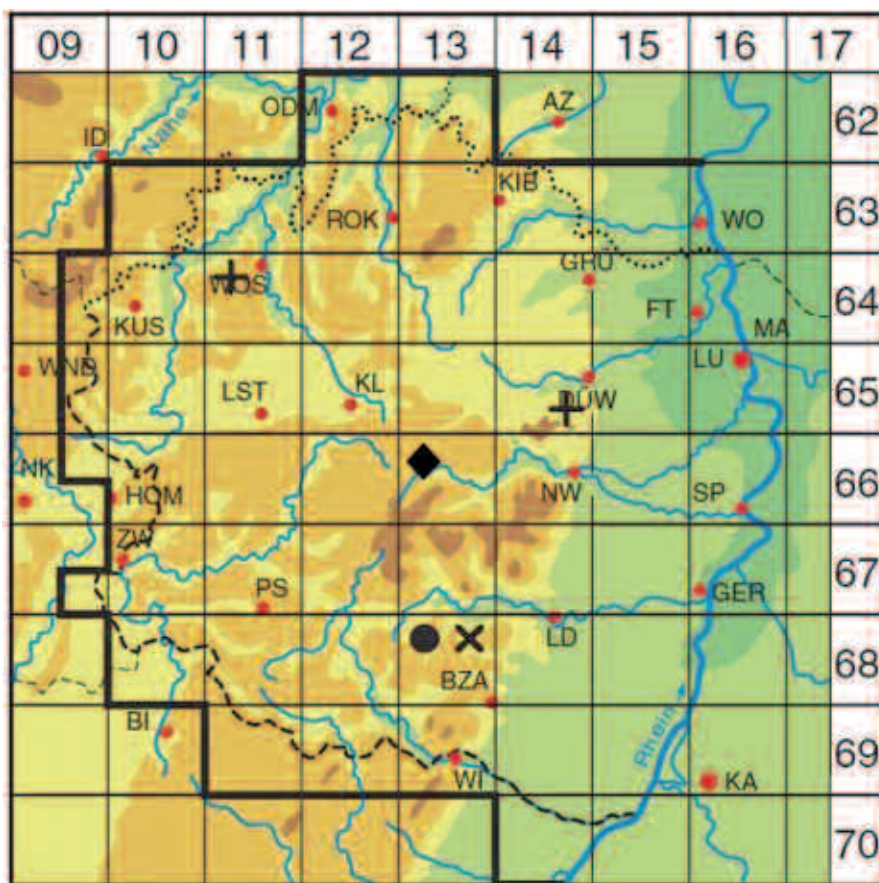 09 10 11 12 13 14 15 16 17
ODM AZ 62
ID Nahe
KIB
ROK WO 63
GRÜ
WOS
KUS FT MA 64
WND LU
LST KL DÜW 65
NK HOM NW SP 66
ZW
PS GER 67
LD
BZA 68
BI Rhein
WI KA 69
70